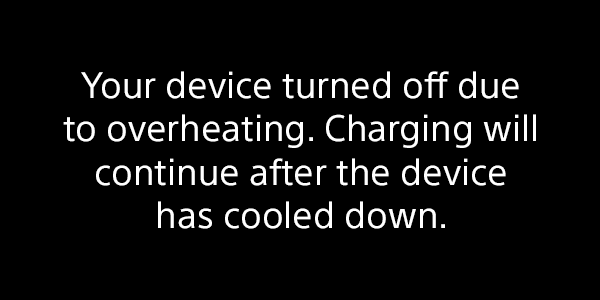 Your device turned off due
to overheating. Charging will
continue after the device
has cooled down.